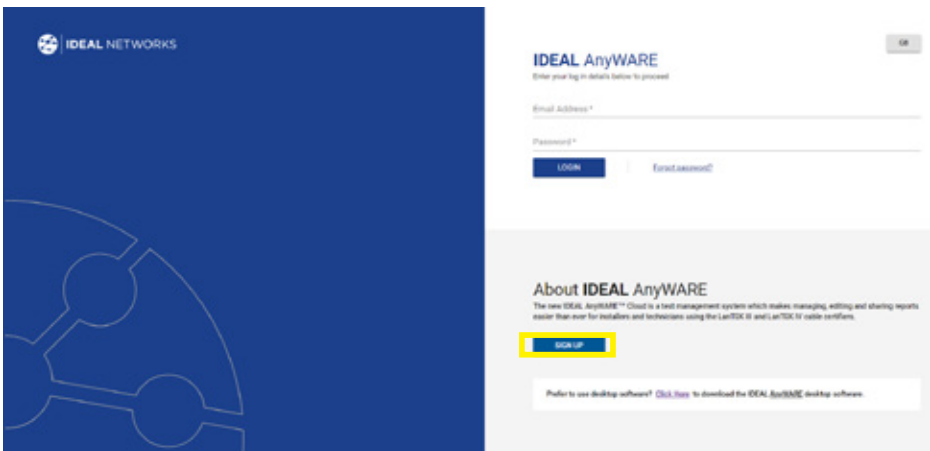 IDEAL NETWORKS
GB
IDEAL AnyWARE
Enter your log in details below to proceed
Email Address *
Password *
LOGIN
Forgot password?
About IDEAL AnyWARE
The new IDEAL AnyWARE™ Cloud is a test management system which makes managing, editing and sharing reports
easier than ever for installers and technicians using the LanTEK III and LanTEK IV cable certifiers.
SIGN UP
Prefer to use desktop software? Click Here to download the IDEAL AnyWARE desktop software.